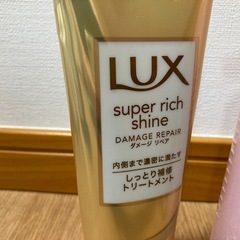 LUX
super rich
shine
DAMAGE REPAIR
ダメージ リペア
内側まで濃密に満たす
しっとり補修
トリートメント